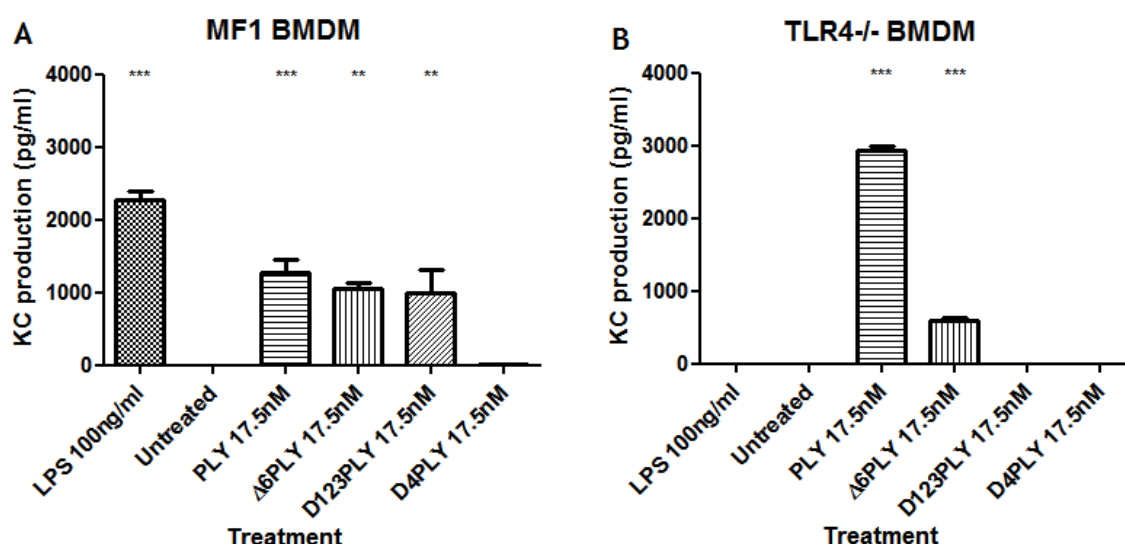 A
MF1 BMDM
KC production (pg/ml)
4000
3000
2000
1000
0
***
***
**
**
LPS 100ng/ml
Untreated
PLY 17.5nM
Δ6PLY 17.5nM
D123PLY 17.5nM
D4PLY 17.5nM
Treatment
B
TLR4-/- BMDM
KC production (pg/ml)
4000
3000
2000
1000
0
***
***
LPS 100ng/ml
Untreated
PLY 17.5nM
Δ6PLY 17.5nM
D123PLY 17.5nM
D4PLY 17.5nM
Treatment